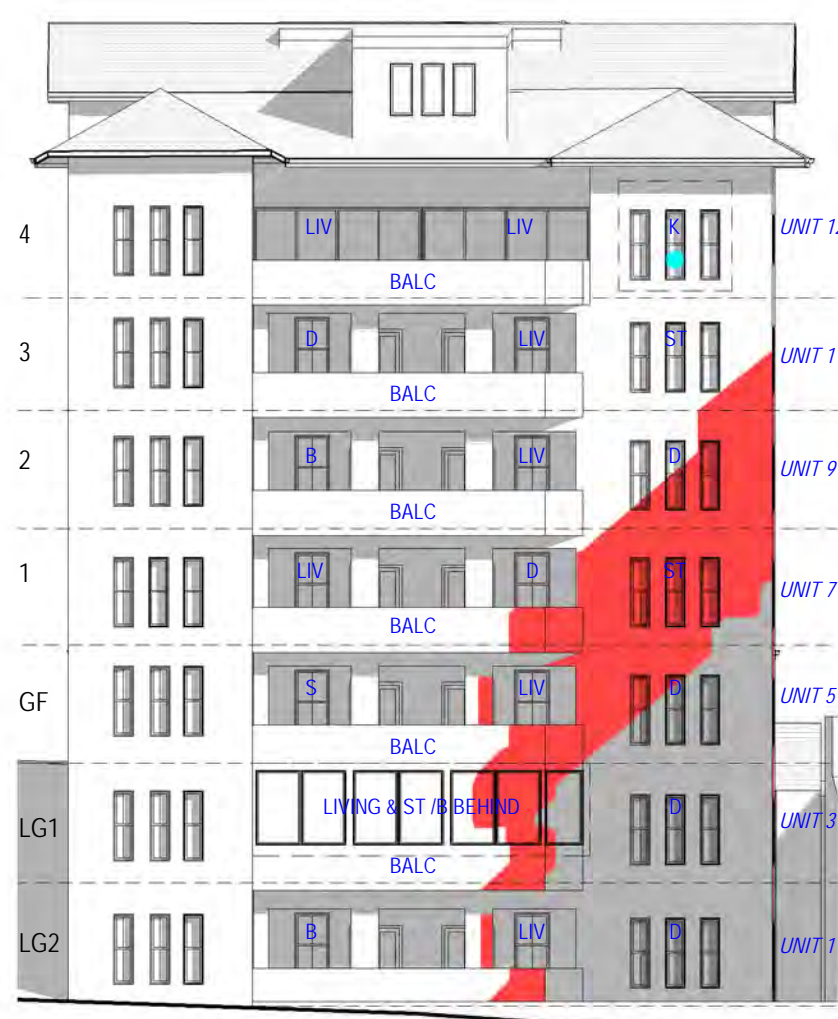 4 LIV LIV K UNIT 12
BALC
3 D LIV ST UNIT 1
BALC
2 B LIV D UNIT 9
BALC
1 LIV D ST UNIT 7
BALC
GF S LIV D UNIT 5
BALC
LG1 LIVING & ST /B BEHIND D UNIT 3
BALC
LG2 B LIV D UNIT 1